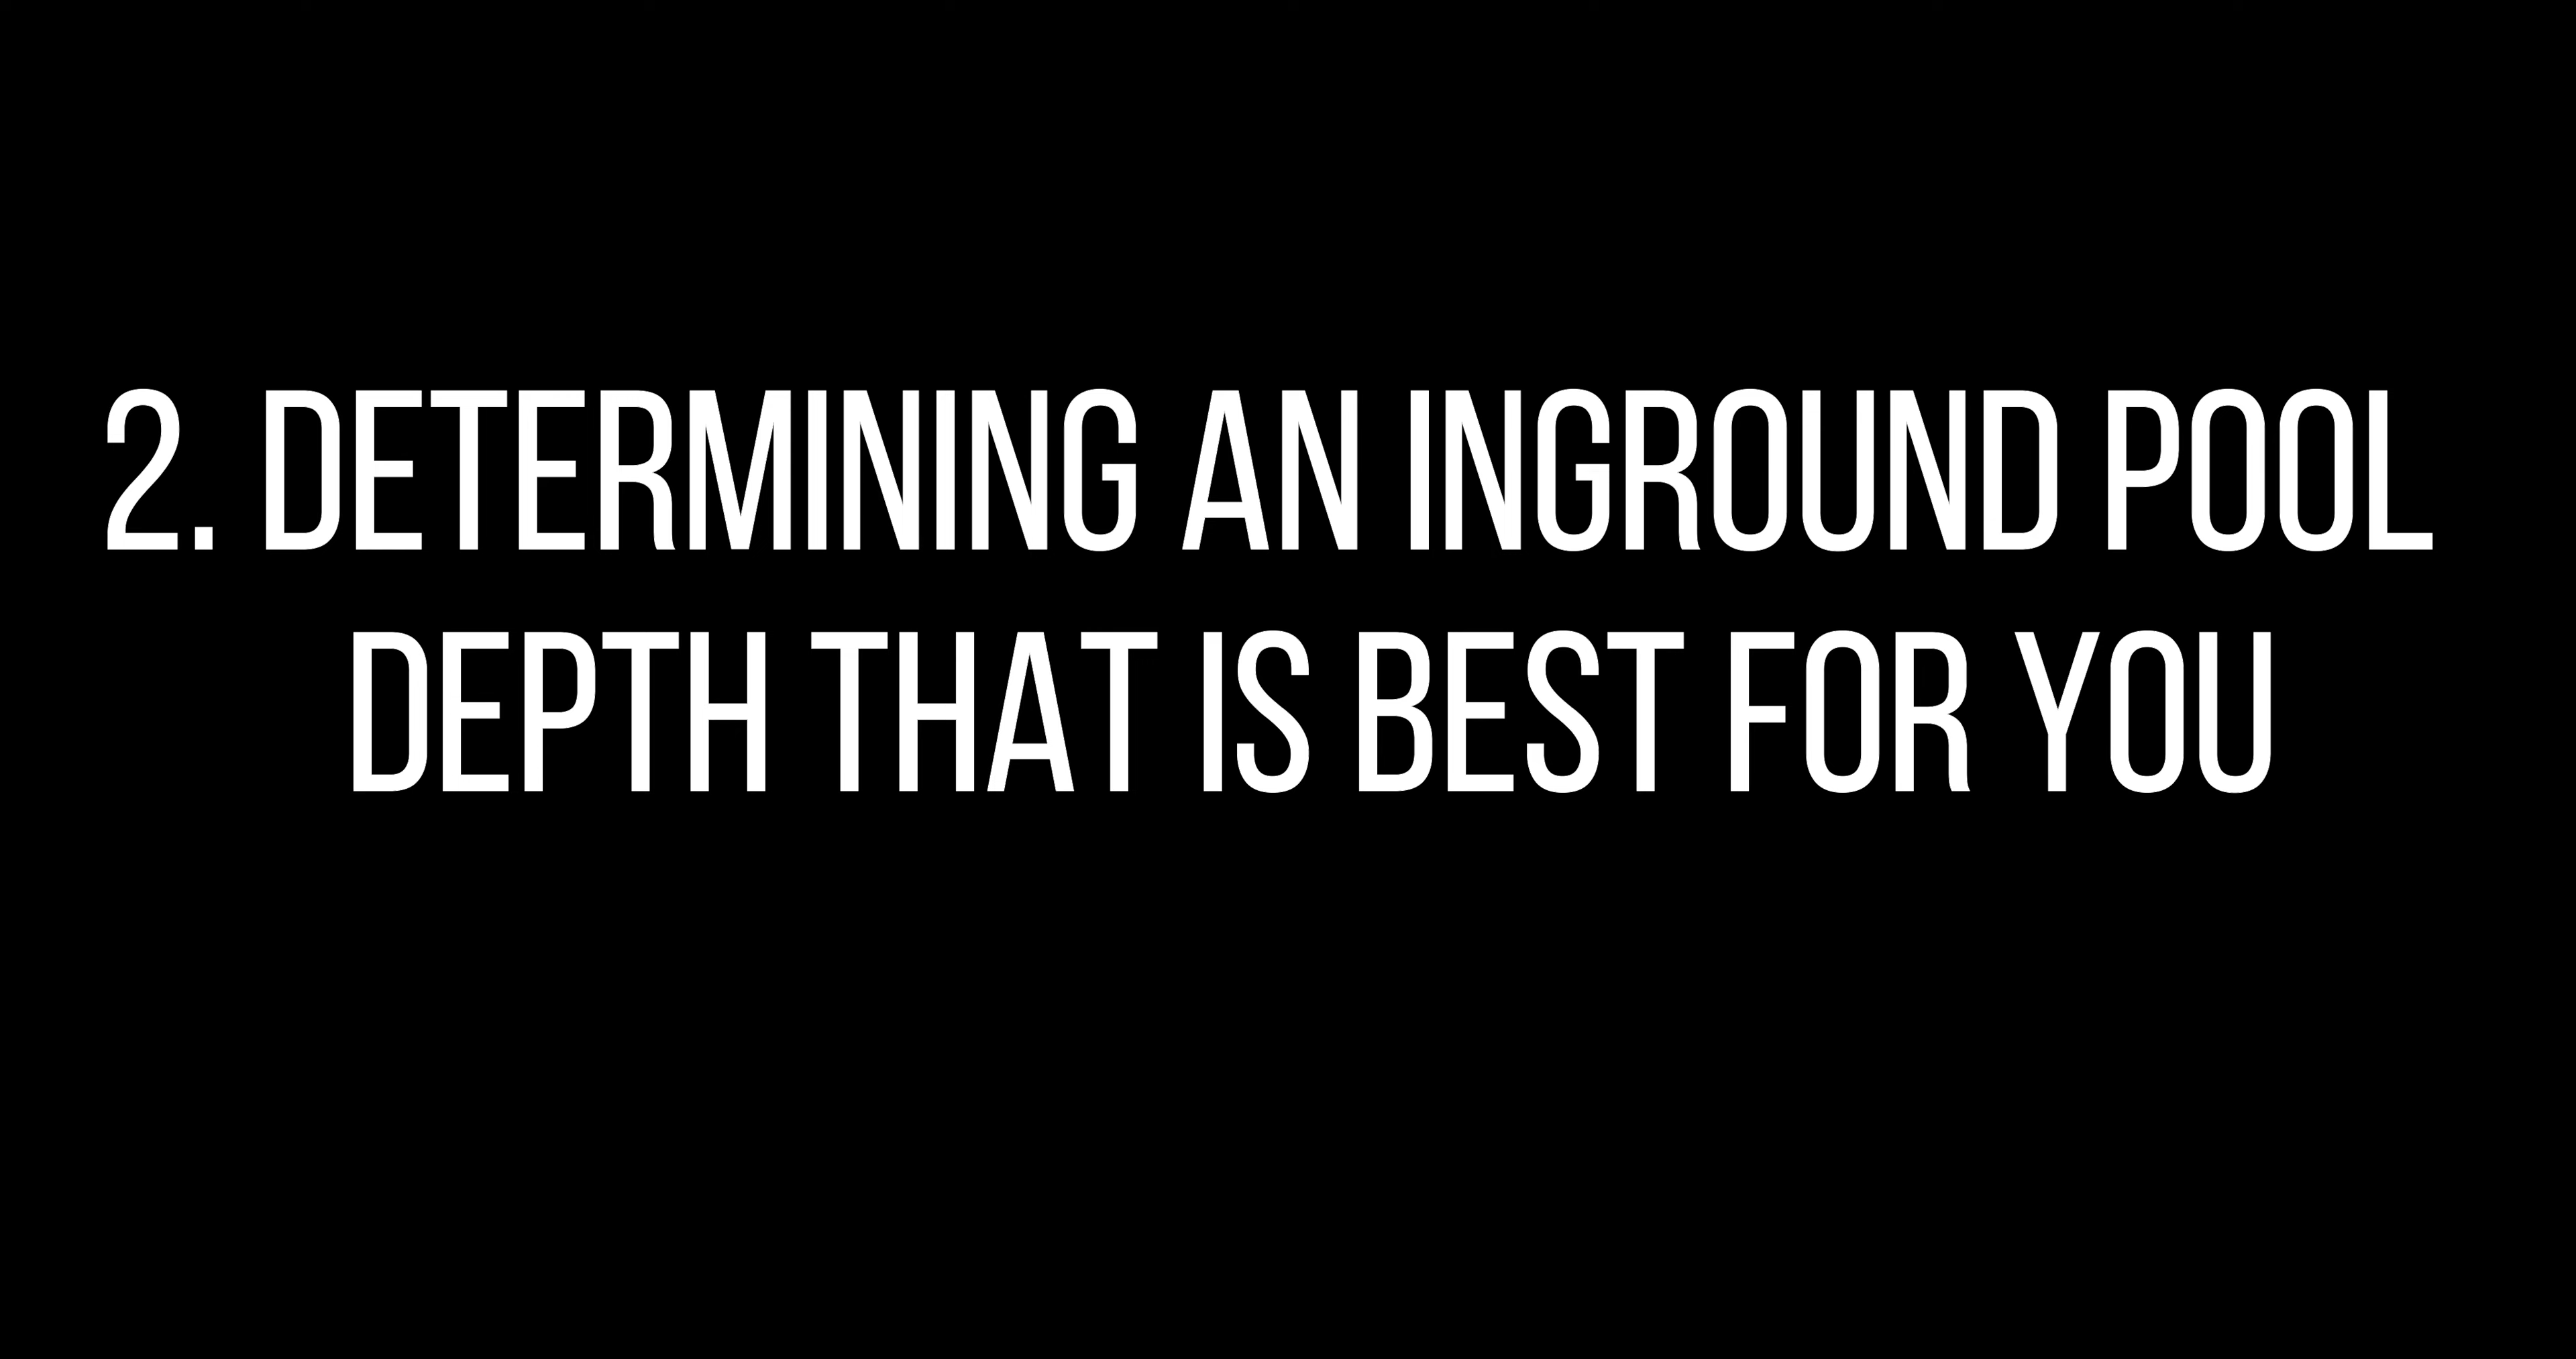 2. DETERMINING AN INGROUND POOL
DEPTH THAT IS BEST FOR YOU